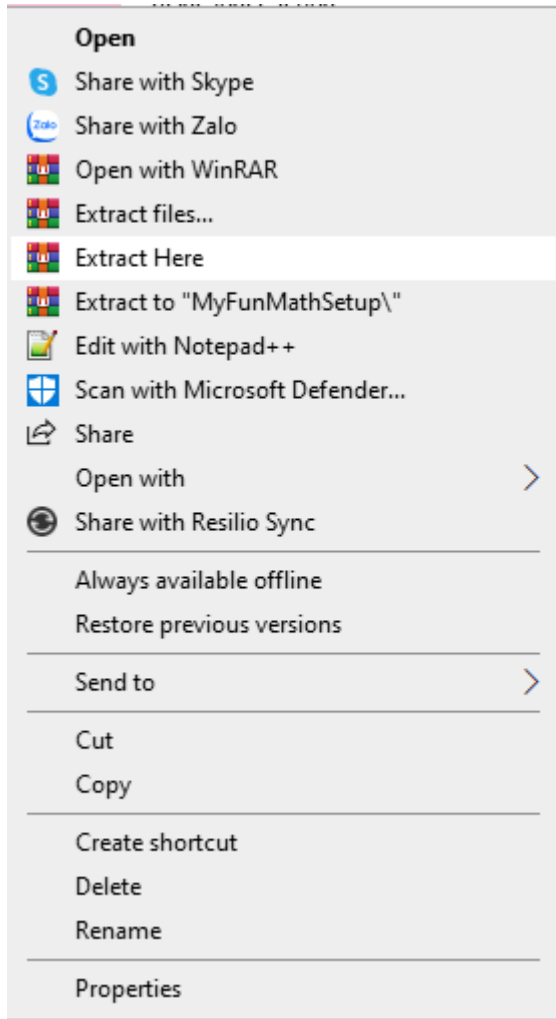 Open
Share with Skype
Zalo
Share with Zalo
Open with WinRAR
Extract files...
Extract Here
Extract to "MyFunMathSetup\"
Edit with Notepad++
Scan with Microsoft Defender...
Share
Open with
Share with Resilio Sync
Always available offline
Restore previous versions
Send to
Cut
Copy
Create shortcut
Delete
Rename
Properties